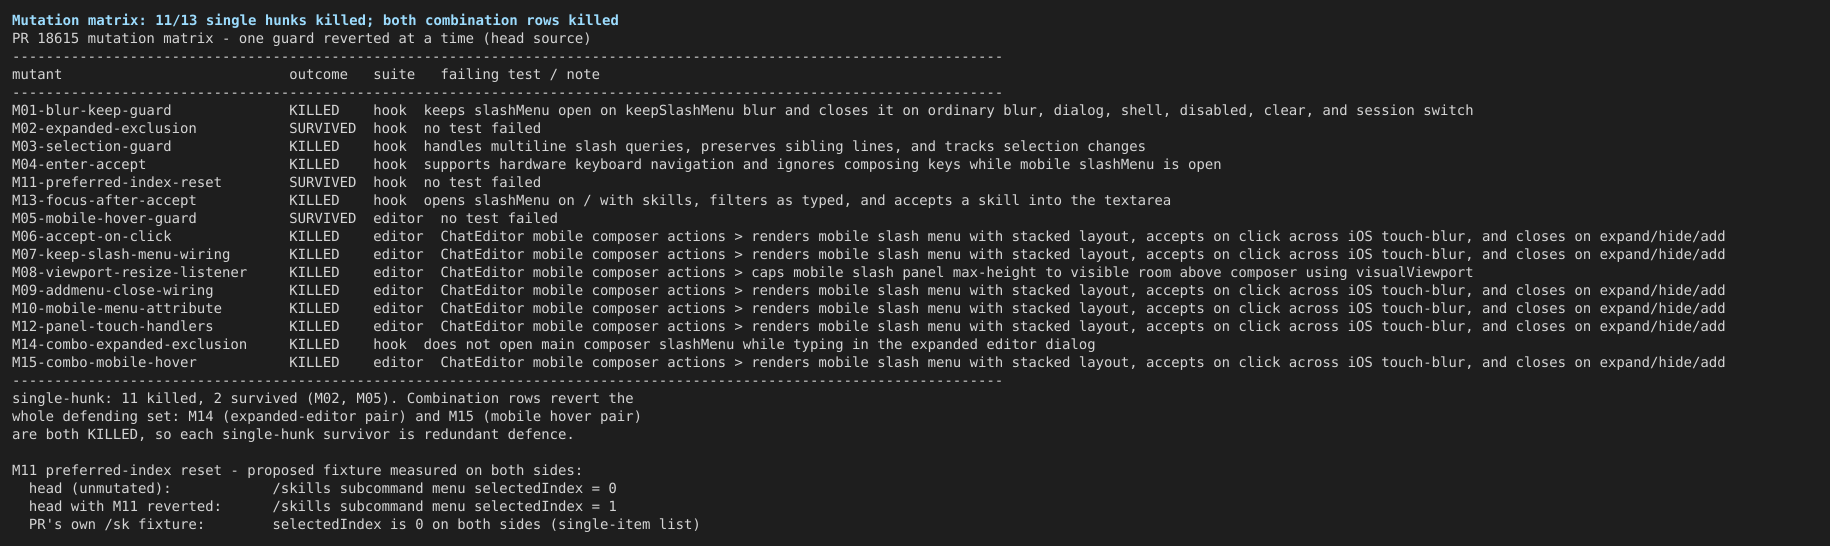 Mutation matrix: 11/13 single hunks killed; both combination rows killed
PR 18615 mutation matrix - one guard reverted at a time (head source)
----------------------------------------------------------------------------------------------------------------------
mutant                           outcome   suite   failing test / note
----------------------------------------------------------------------------------------------------------------------
M01-blur-keep-guard              KILLED    hook  keeps slashMenu open on keepSlashMenu blur and closes it on ordinary blur, dialog, shell, disabled, clear, and session switch
M02-expanded-exclusion           SURVIVED  hook  no test failed
M03-selection-guard              KILLED    hook  handles multiline slash queries, preserves sibling lines, and tracks selection changes
M04-enter-accept                 KILLED    hook  supports hardware keyboard navigation and ignores composing keys while mobile slashMenu is open
M11-preferred-index-reset        SURVIVED  hook  no test failed
M13-focus-after-accept           KILLED    hook  opens slashMenu on / with skills, filters as typed, and accepts a skill into the textarea
M05-mobile-hover-guard           SURVIVED  editor  no test failed
M06-accept-on-click              KILLED    editor  ChatEditor mobile composer actions > renders mobile slash menu with stacked layout, accepts on click across iOS touch-blur, and closes on expand/hide/add
M07-keep-slash-menu-wiring       KILLED    editor  ChatEditor mobile composer actions > renders mobile slash menu with stacked layout, accepts on click across iOS touch-blur, and closes on expand/hide/add
M08-viewport-resize-listener     KILLED    editor  ChatEditor mobile composer actions > caps mobile slash panel max-height to visible room above composer using visualViewport
M09-addmenu-close-wiring         KILLED    editor  ChatEditor mobile composer actions > renders mobile slash menu with stacked layout, accepts on click across iOS touch-blur, and closes on expand/hide/add
M10-mobile-menu-attribute        KILLED    editor  ChatEditor mobile composer actions > renders mobile slash menu with stacked layout, accepts on click across iOS touch-blur, and closes on expand/hide/add
M12-panel-touch-handlers         KILLED    editor  ChatEditor mobile composer actions > renders mobile slash menu with stacked layout, accepts on click across iOS touch-blur, and closes on expand/hide/add
M14-combo-expanded-exclusion     KILLED    hook  does not open main composer slashMenu while typing in the expanded editor dialog
M15-combo-mobile-hover           KILLED    editor  ChatEditor mobile composer actions > renders mobile slash menu with stacked layout, accepts on click across iOS touch-blur, and closes on expand/hide/add
----------------------------------------------------------------------------------------------------------------------
single-hunk: 11 killed, 2 survived (M02, M05). Combination rows revert the
whole defending set: M14 (expanded-editor pair) and M15 (mobile hover pair)
are both KILLED, so each single-hunk survivor is redundant defence.

M11 preferred-index reset - proposed fixture measured on both sides:
  head (unmutated):            /skills subcommand menu selectedIndex = 0
  head with M11 reverted:      /skills subcommand menu selectedIndex = 1
  PR's own /sk fixture:        selectedIndex is 0 on both sides (single-item list)